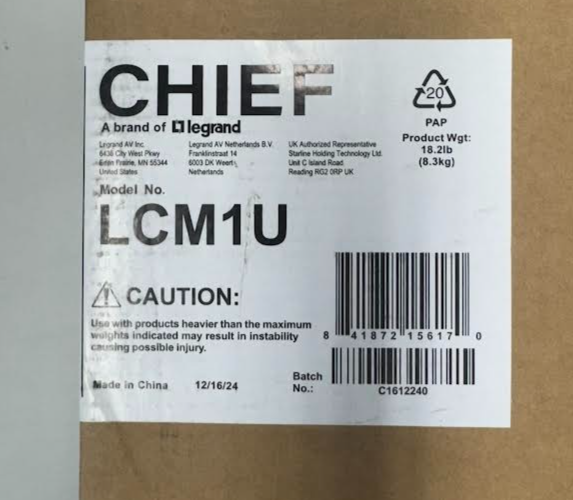 CHIEF
A brand of legrand
Legrand AV Inc.
6436 City West Pkwy
Eden Prairie, MN 55344
United States
Legrand AV Netherlands B.V.
Franklinstraat 14
6003 DK Weert
Netherlands
UK Authorized Representative
Starline Holding Technology Ltd.
Unit C Island Road
Reading RG2 0RP UK
20
PAP
Product Wgt:
18.2lb
(8.3kg)
Model No.
LCM1U
CAUTION:
Use with products heavier than the maximum
weights indicated may result in instability
causing possible injury.
8 41872 15617 0
Made in China 12/16/24
Batch
No.:
C1612240